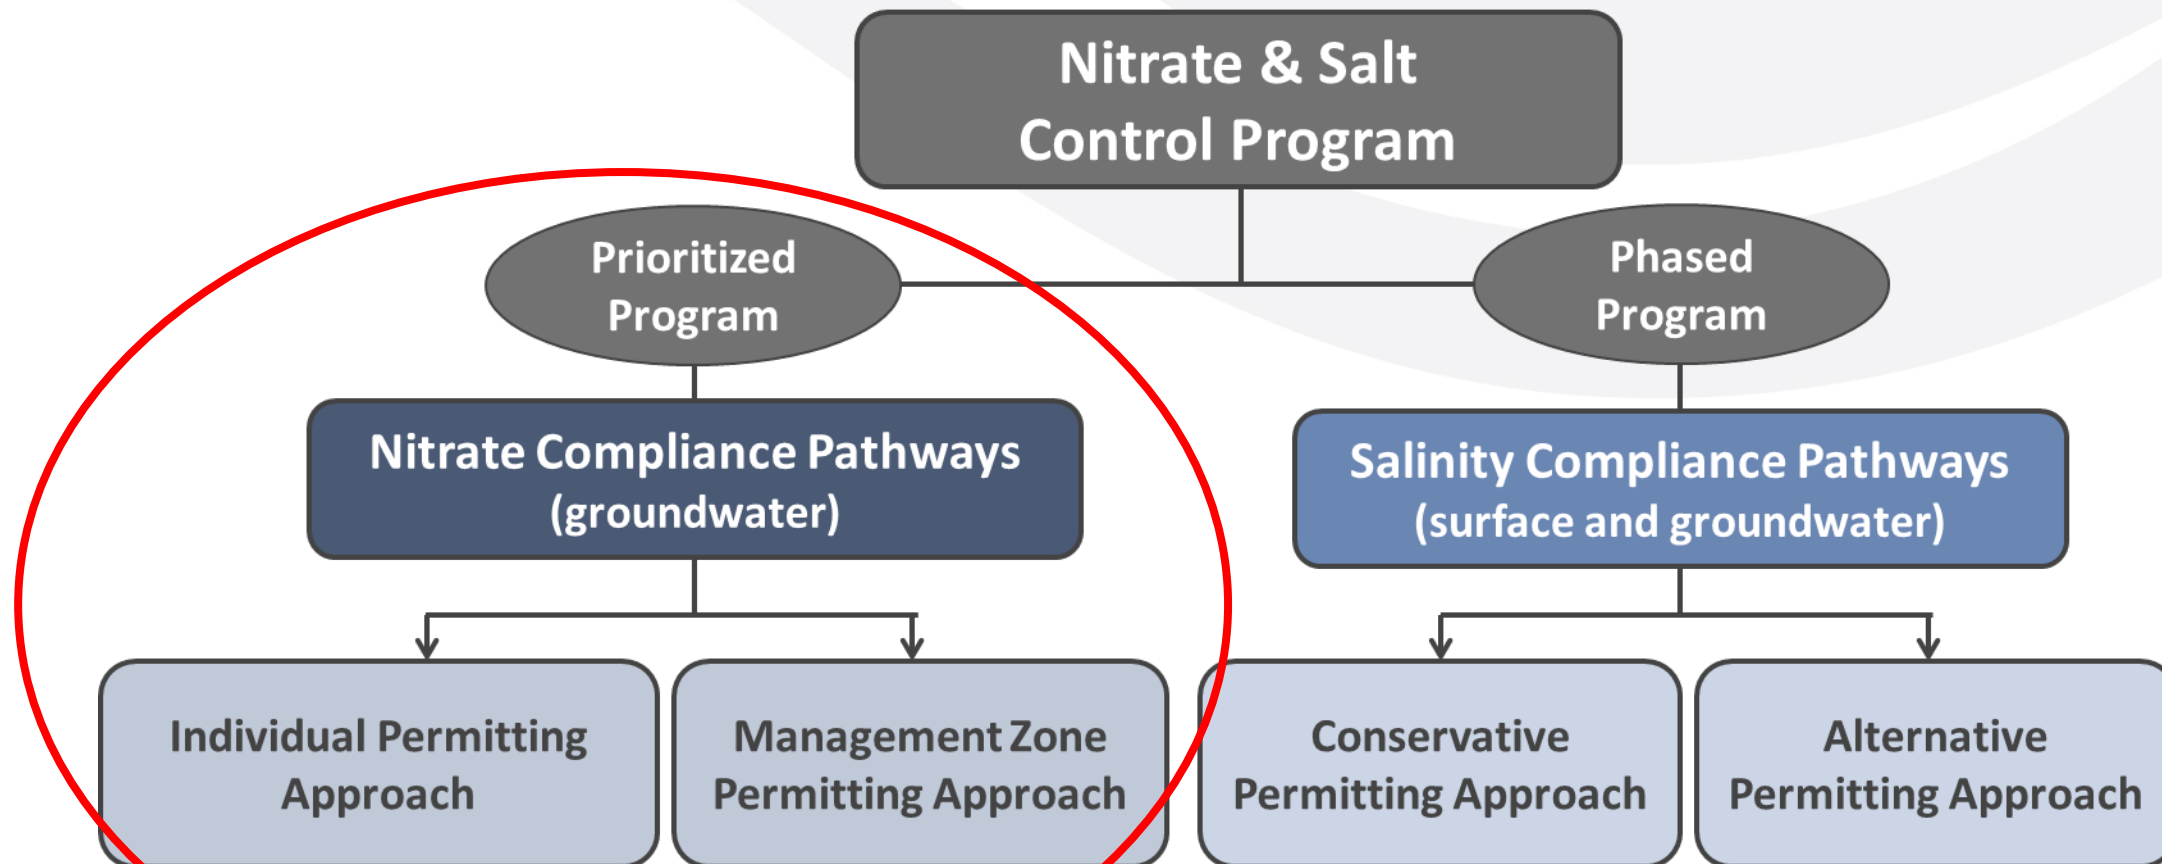 Nitrate & Salt
Control Program
Prioritized
Program
Phased
Program
Nitrate Compliance Pathways
(groundwater)
Salinity Compliance Pathways
(surface and groundwater)
Individual Permitting
Approach
Management Zone
Permitting Approach
Conservative
Permitting Approach
Alternative
Permitting Approach